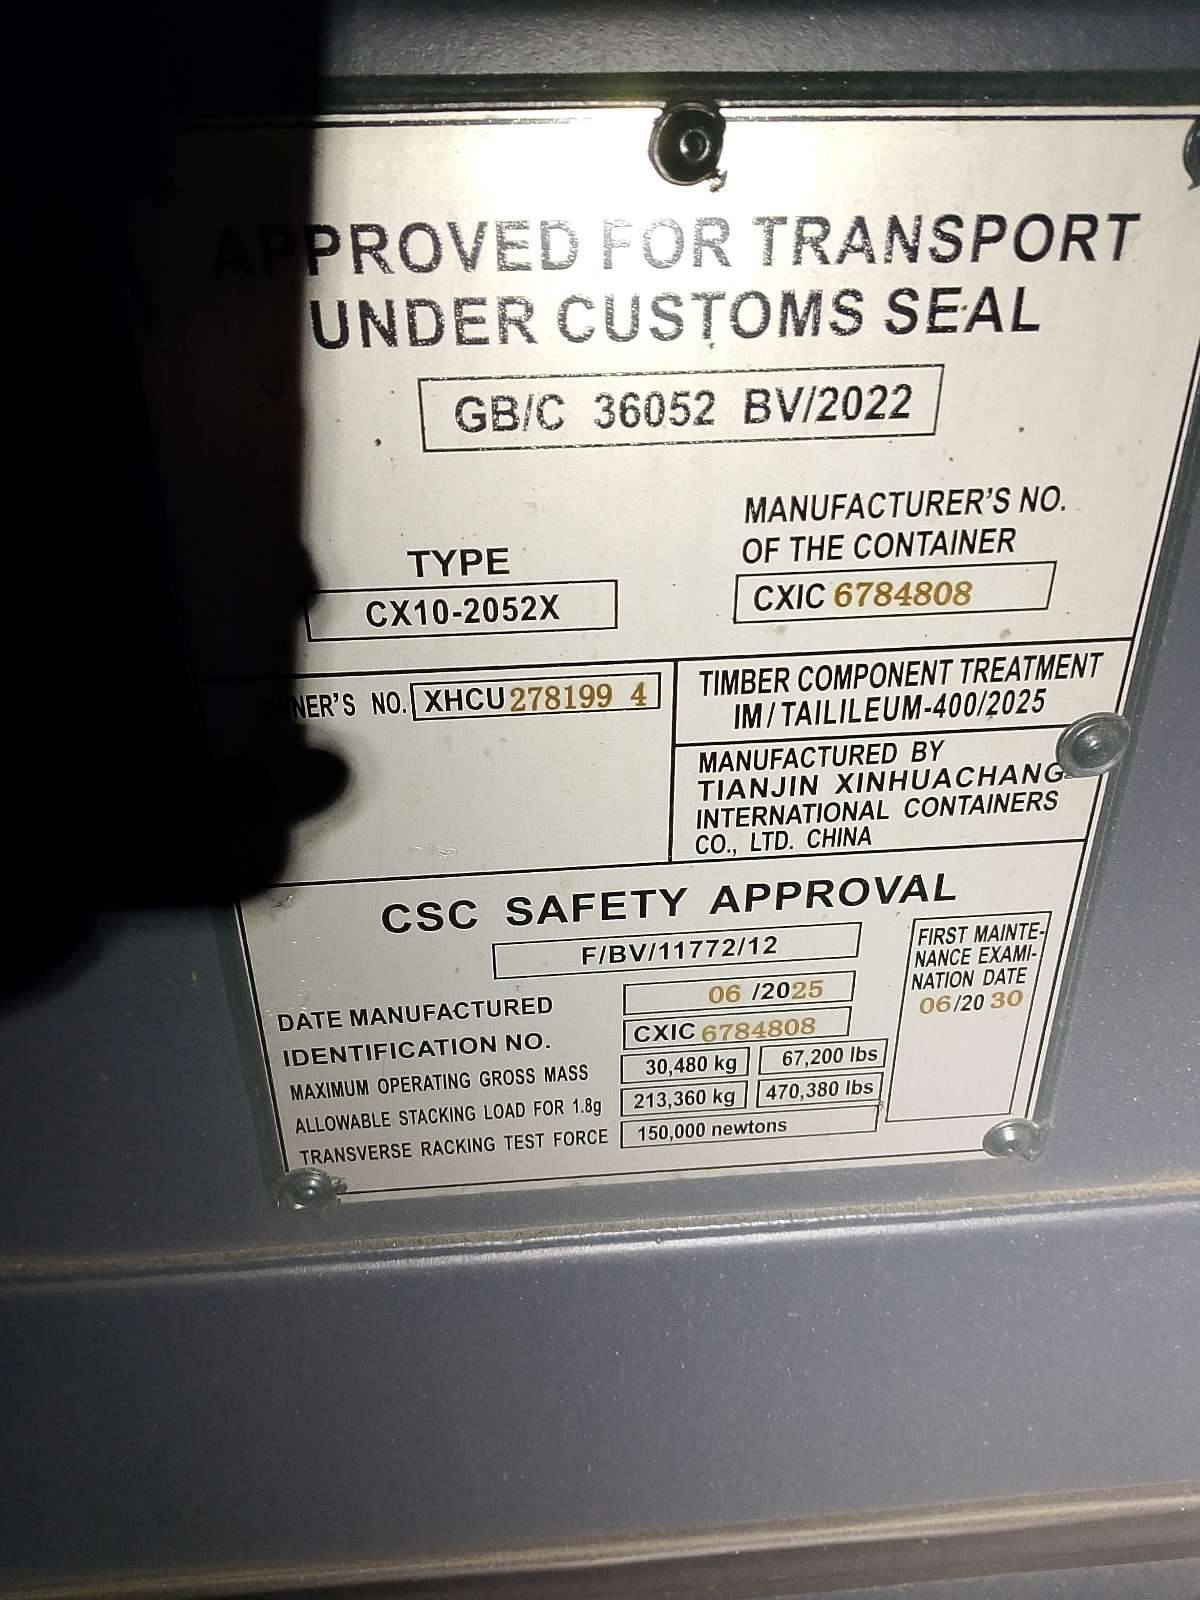 APPROVED FOR TRANSPORT
UNDER CUSTOMS SEAL
GB/C 36052 BV/2022
TYPE
CX10-2052X
MANUFACTURER'S NO.
OF THE CONTAINER
CXIC 6784808
OWNER'S NO. XHCU 278199 4
TIMBER COMPONENT TREATMENT
IM/TAILILEUM-400/2025
MANUFACTURED BY
TIANJIN XINHUACHANG
INTERNATIONAL CONTAINERS
CO., LTD. CHINA
CSC SAFETY APPROVAL
F/BV/11772/12
DATE MANUFACTURED 06 /2025
IDENTIFICATION NO. CXIC 6784808
MAXIMUM OPERATING GROSS MASS 30,480 kg 67,200 lbs
ALLOWABLE STACKING LOAD FOR 1.8g 213,360 kg 470,380 lbs
TRANSVERSE RACKING TEST FORCE 150,000 newtons
FIRST MAINTE-
NANCE EXAMI-
NATION DATE
06/20 30